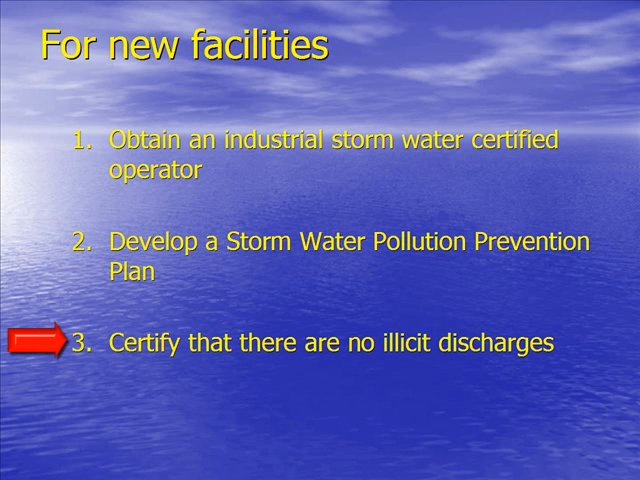 For new facilities
1. Obtain an industrial storm water certified
operator
2. Develop a Storm Water Pollution Prevention
Plan
3. Certify that there are no illicit discharges